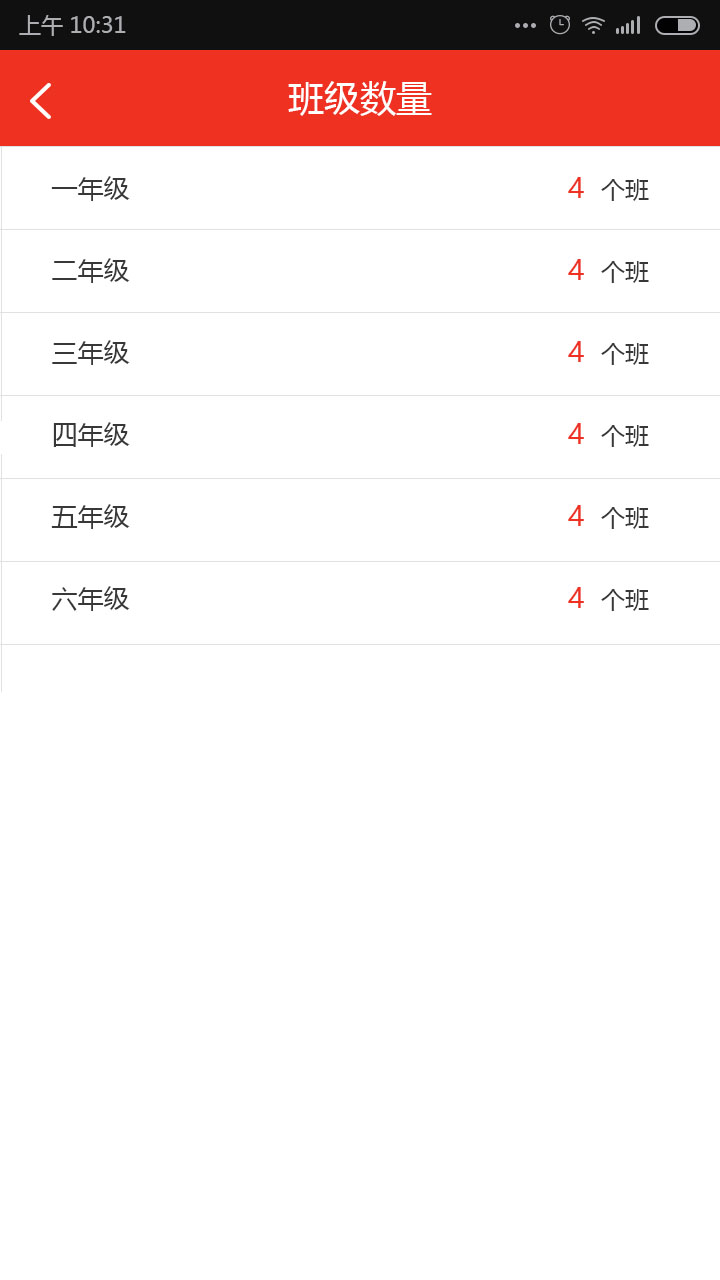 上午 10:31
班级数量
一年级 4 个班
二年级 4 个班
三年级 4 个班
四年级 4 个班
五年级 4 个班
六年级 4 个班